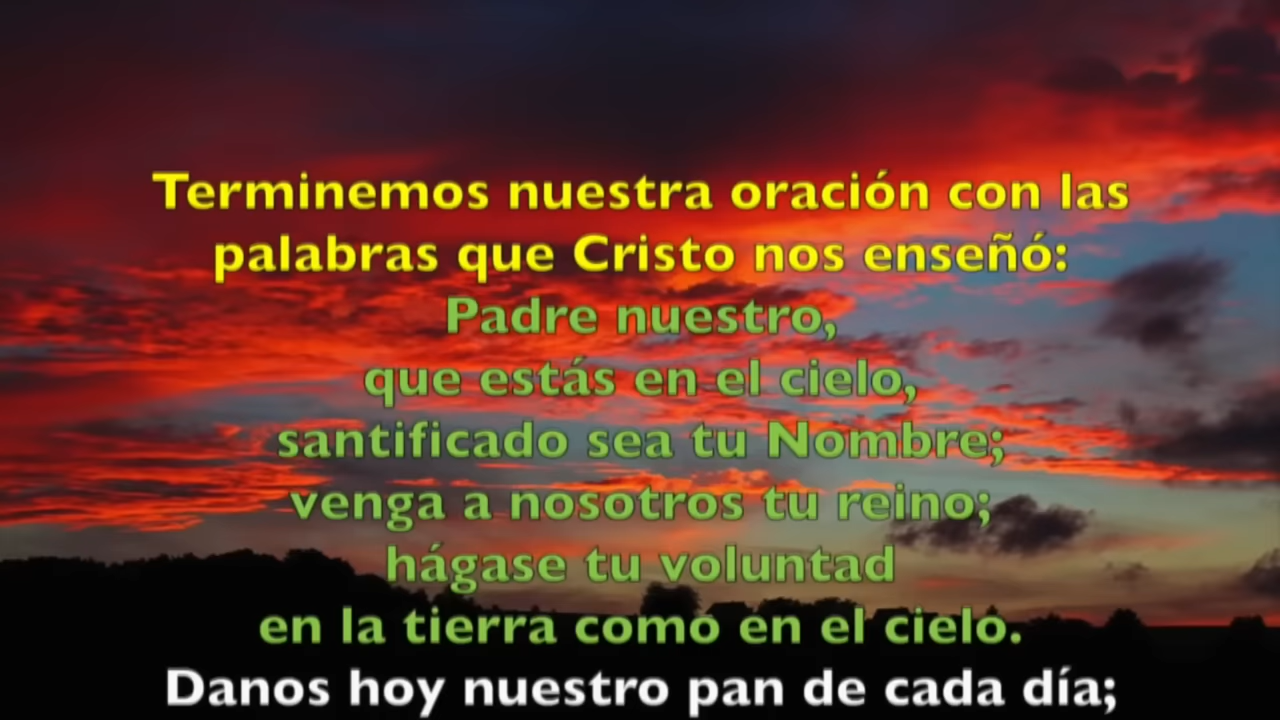 Terminemos nuestra oración con las
palabras que Cristo nos enseñó:
Padre nuestro,
que estás en el cielo,
santificado sea tu Nombre;
venga a nosotros tu reino;
hágase tu voluntad
en la tierra como en el cielo.
Danos hoy nuestro pan de cada día;